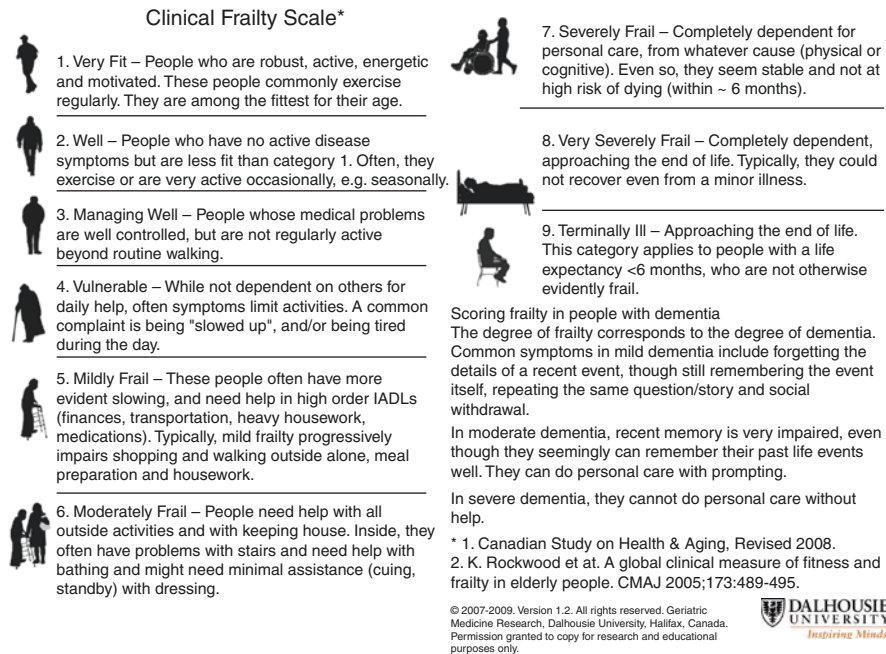 Clinical Frailty Scale*
1. Very Fit – People who are robust, active, energetic
and motivated. These people commonly exercise
regularly. They are among the fittest for their age.
2. Well – People who have no active disease
symptoms but are less fit than category 1. Often, they
exercise or are very active occasionally, e.g. seasonally.
3. Managing Well – People whose medical problems
are well controlled, but are not regularly active
beyond routine walking.
4. Vulnerable – While not dependent on others for
daily help, often symptoms limit activities. A common
complaint is being "slowed up", and/or being tired
during the day.
5. Mildly Frail – These people often have more
evident slowing, and need help in high order IADLs
(finances, transportation, heavy housework,
medications). Typically, mild frailty progressively
impairs shopping and walking outside alone, meal
preparation and housework.
6. Moderately Frail – People need help with all
outside activities and with keeping house. Inside, they
often have problems with stairs and need help with
bathing and might need minimal assistance (cuing,
standby) with dressing.
7. Severely Frail – Completely dependent for
personal care, from whatever cause (physical or
cognitive). Even so, they seem stable and not at
high risk of dying (within ~ 6 months).
8. Very Severely Frail – Completely dependent,
approaching the end of life. Typically, they could
not recover even from a minor illness.
9. Terminally Ill – Approaching the end of life.
This category applies to people with a life
expectancy <6 months, who are not otherwise
evidently frail.
Scoring frailty in people with dementia
The degree of frailty corresponds to the degree of dementia.
Common symptoms in mild dementia include forgetting the
details of a recent event, though still remembering the event
itself, repeating the same question/story and social
withdrawal.
In moderate dementia, recent memory is very impaired, even
though they seemingly can remember their past life events
well. They can do personal care with prompting.
In severe dementia, they cannot do personal care without
help.
* 1. Canadian Study on Health & Aging, Revised 2008.
2. K. Rockwood et at. A global clinical measure of fitness and
frailty in elderly people. CMAJ 2005;173:489-495.
© 2007-2009. Version 1.2. All rights reserved. Geriatric
Medicine Research, Dalhousie University, Halifax, Canada.
Permission granted to copy for research and educational
purposes only.
DALHOUSIE
UNIVERSITY
Inspiring Minds